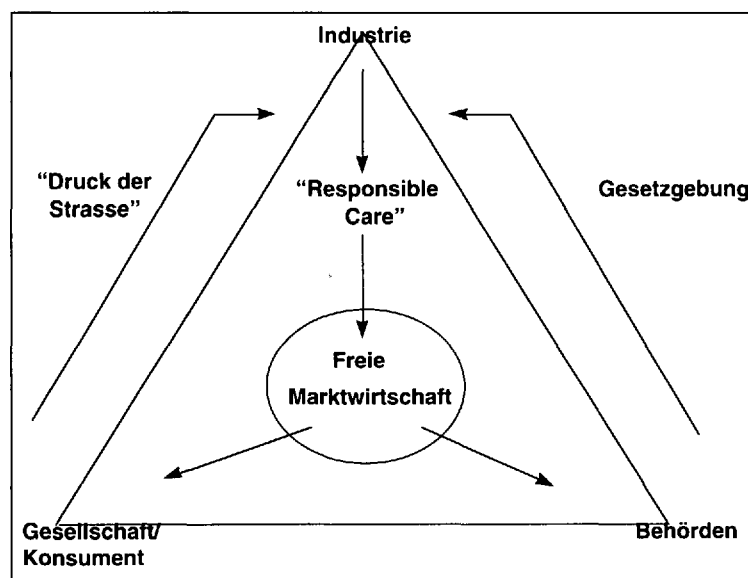 Industrie
“Druck der
Strasse”
“Responsible
Care”
Gesetzgebung
Freie
Marktwirtschaft
Gesellschaft/
Konsument
Behörden